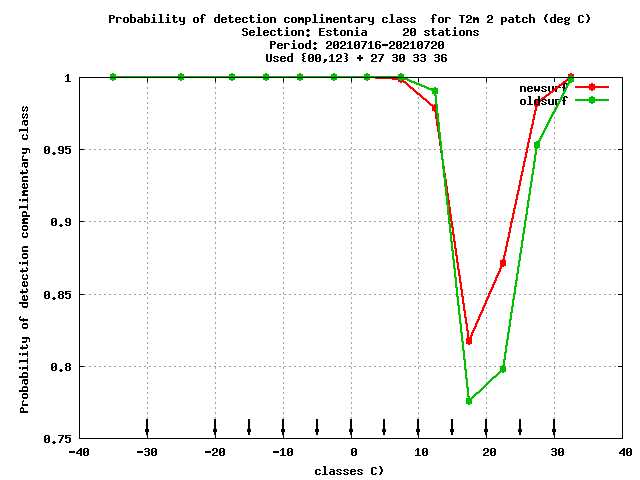 Probability of detection complimentary class  for T2m 2 patch (deg C)
Selection: Estonia     20 stations
Period: 20210716-20210720
Used {00,12} + 27 30 33 36
Probability of detection complimentary class
1
0.95
0.9
0.85
0.8
0.75
newsurf
oldsurf
-40 -30 -20 -10 0 10 20 30 40
classes C)